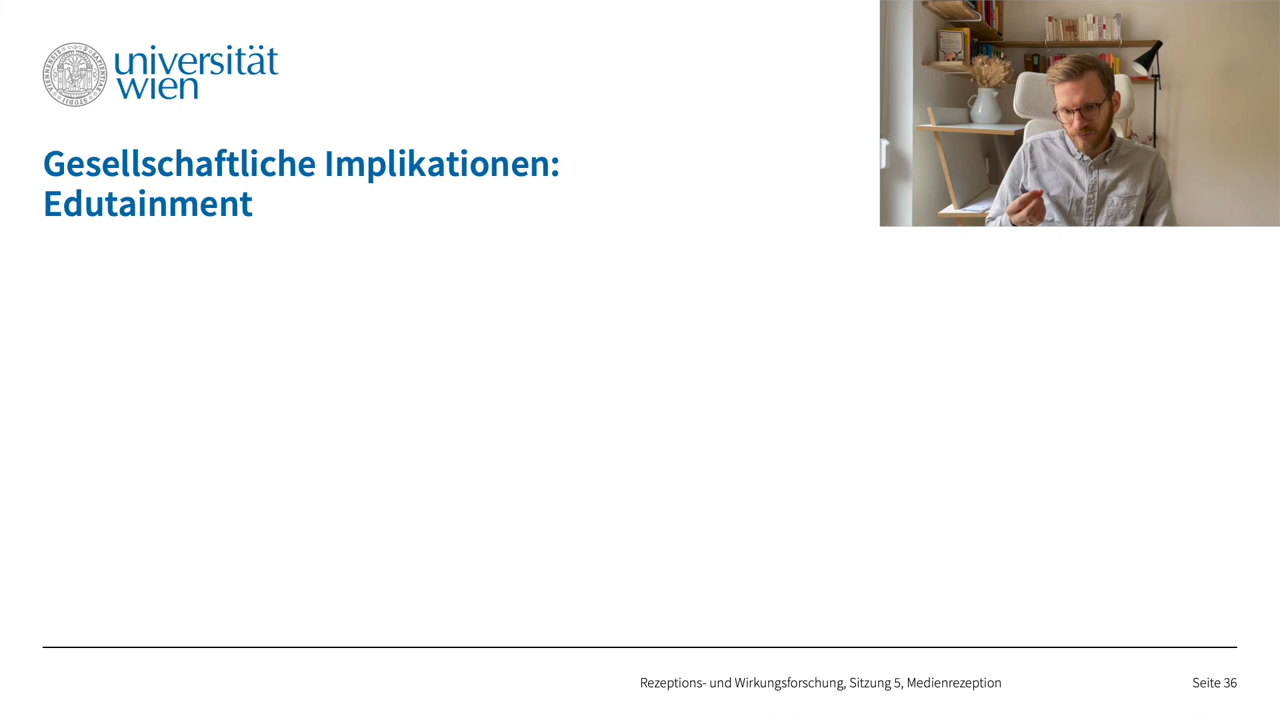 universität
wien
Gesellschaftliche Implikationen:
Edutainment
Rezeptions- und Wirkungsforschung, Sitzung 5, Medienrezeption
Seite 36